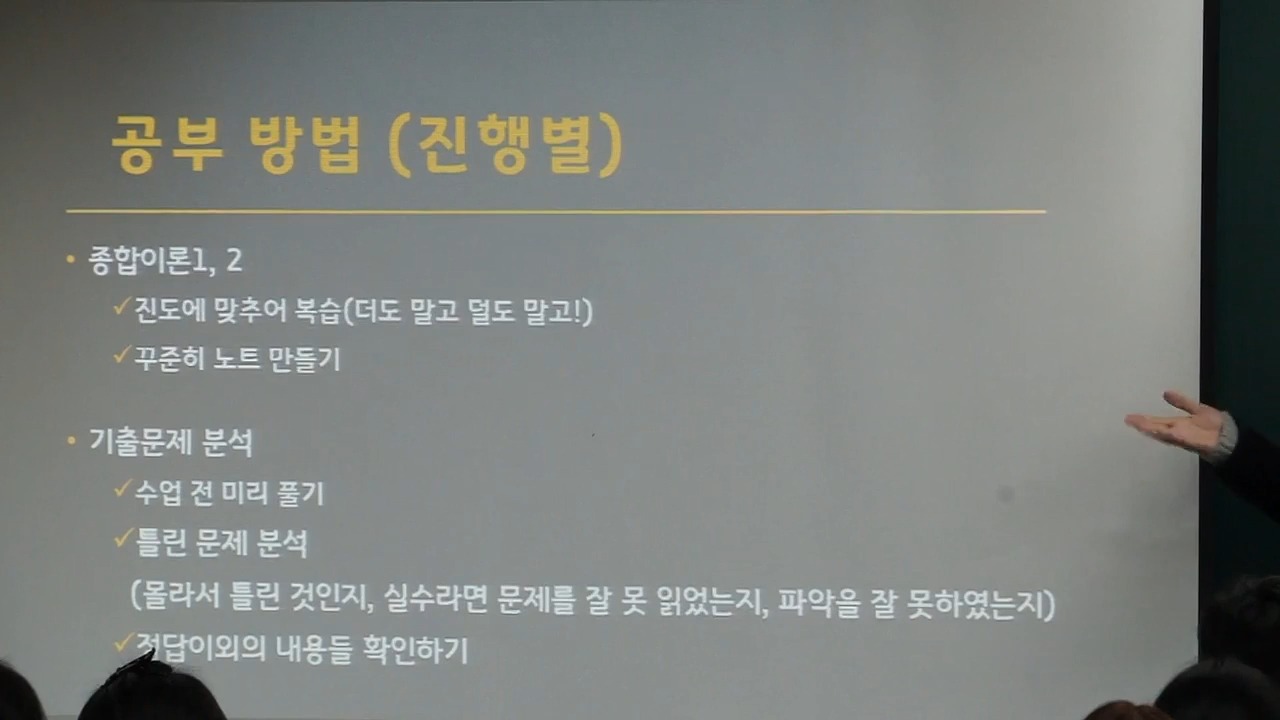 공부 방법 (진행별)
• 종합이론1, 2
✓진도에 맞추어 복습(더도 말고 덜도 말고!)
✓꾸준히 노트 만들기
• 기출문제 분석
✓수업 전 미리 풀기
✓틀린 문제 분석
(몰라서 틀린 것인지, 실수라면 문제를 잘 못 읽었는지, 파악을 잘 못하였는지)
✓정답이외의 내용들 확인하기